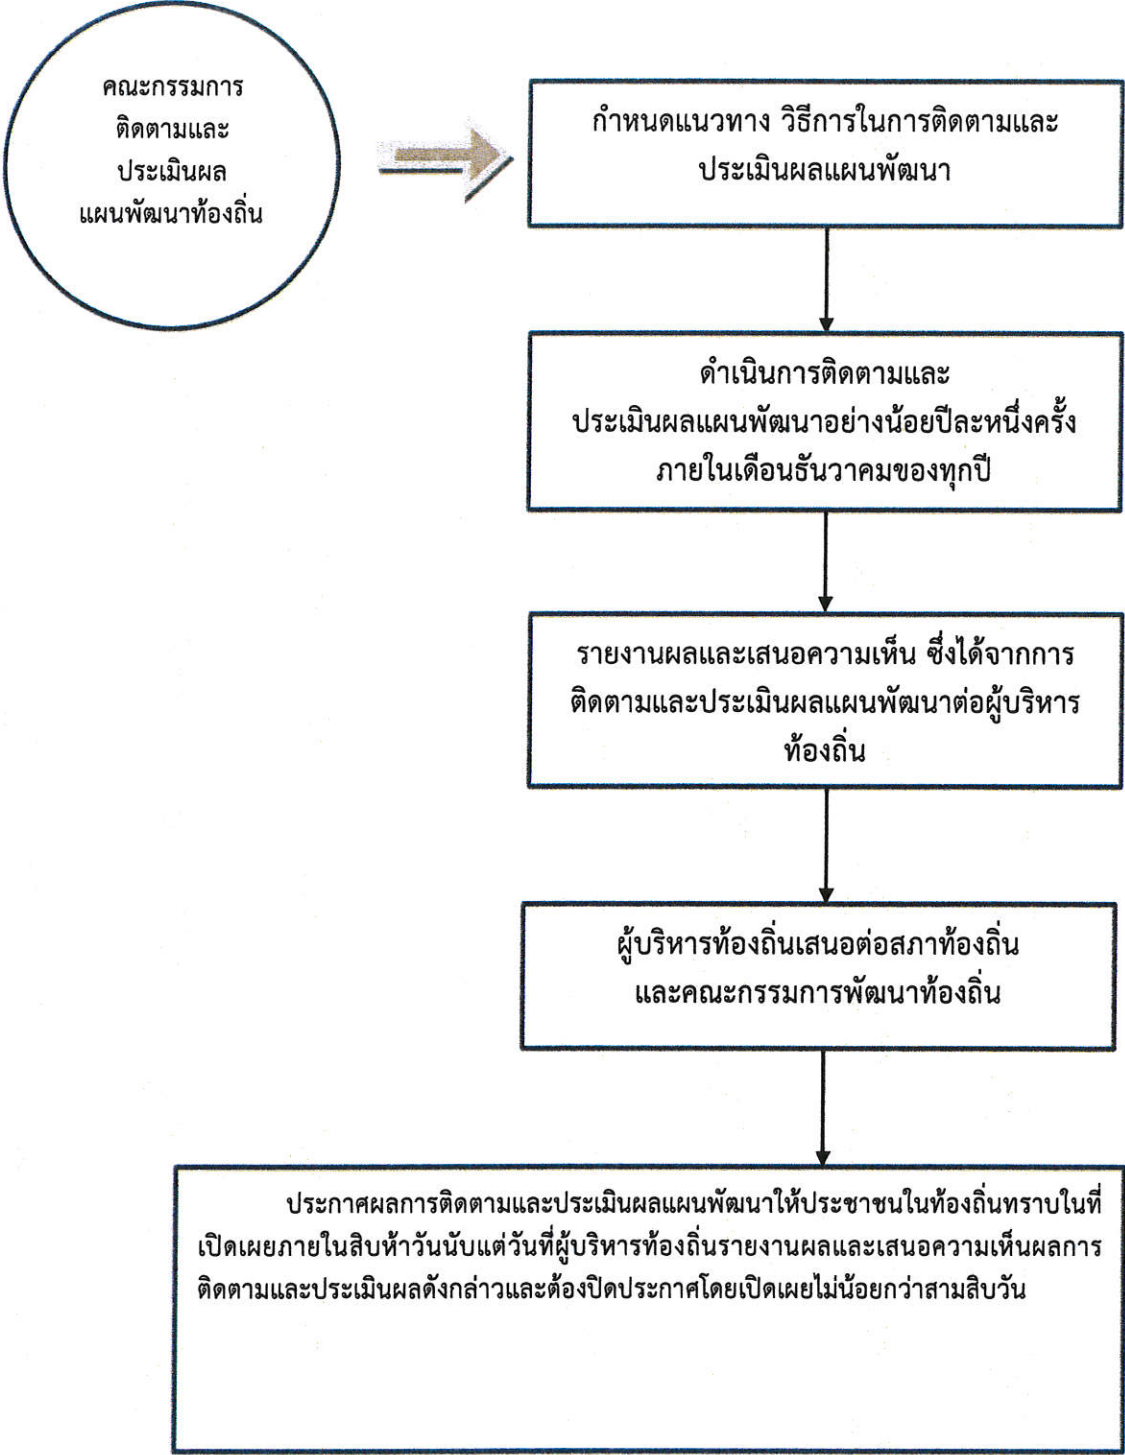 คณะกรรมการ
ติดตามและ
ประเมินผล
แผนพัฒนาท้องถิ่น
กำหนดแนวทาง วิธีการในการติดตามและ
ประเมินผลแผนพัฒนา
ดำเนินการติดตามและ
ประเมินผลแผนพัฒนาอย่างน้อยปีละหนึ่งครั้ง
ภายในเดือนธันวาคมของทุกปี
รายงานผลและเสนอความเห็น ซึ่งได้จากการ
ติดตามและประเมินผลแผนพัฒนาต่อผู้บริหาร
ท้องถิ่น
ผู้บริหารท้องถิ่นเสนอต่อสภาท้องถิ่น
และคณะกรรมการพัฒนาท้องถิ่น
ประกาศผลการติดตามและประเมินผลแผนพัฒนาให้ประชาชนในท้องถิ่นทราบในที่
เปิดเผยภายในสิบห้าวันนับแต่วันที่ผู้บริหารท้องถิ่นรายงานผลและเสนอความเห็นผลการ
ติดตามและประเมินผลดังกล่าวและต้องปิดประกาศโดยเปิดเผยไม่น้อยกว่าสามสิบวัน